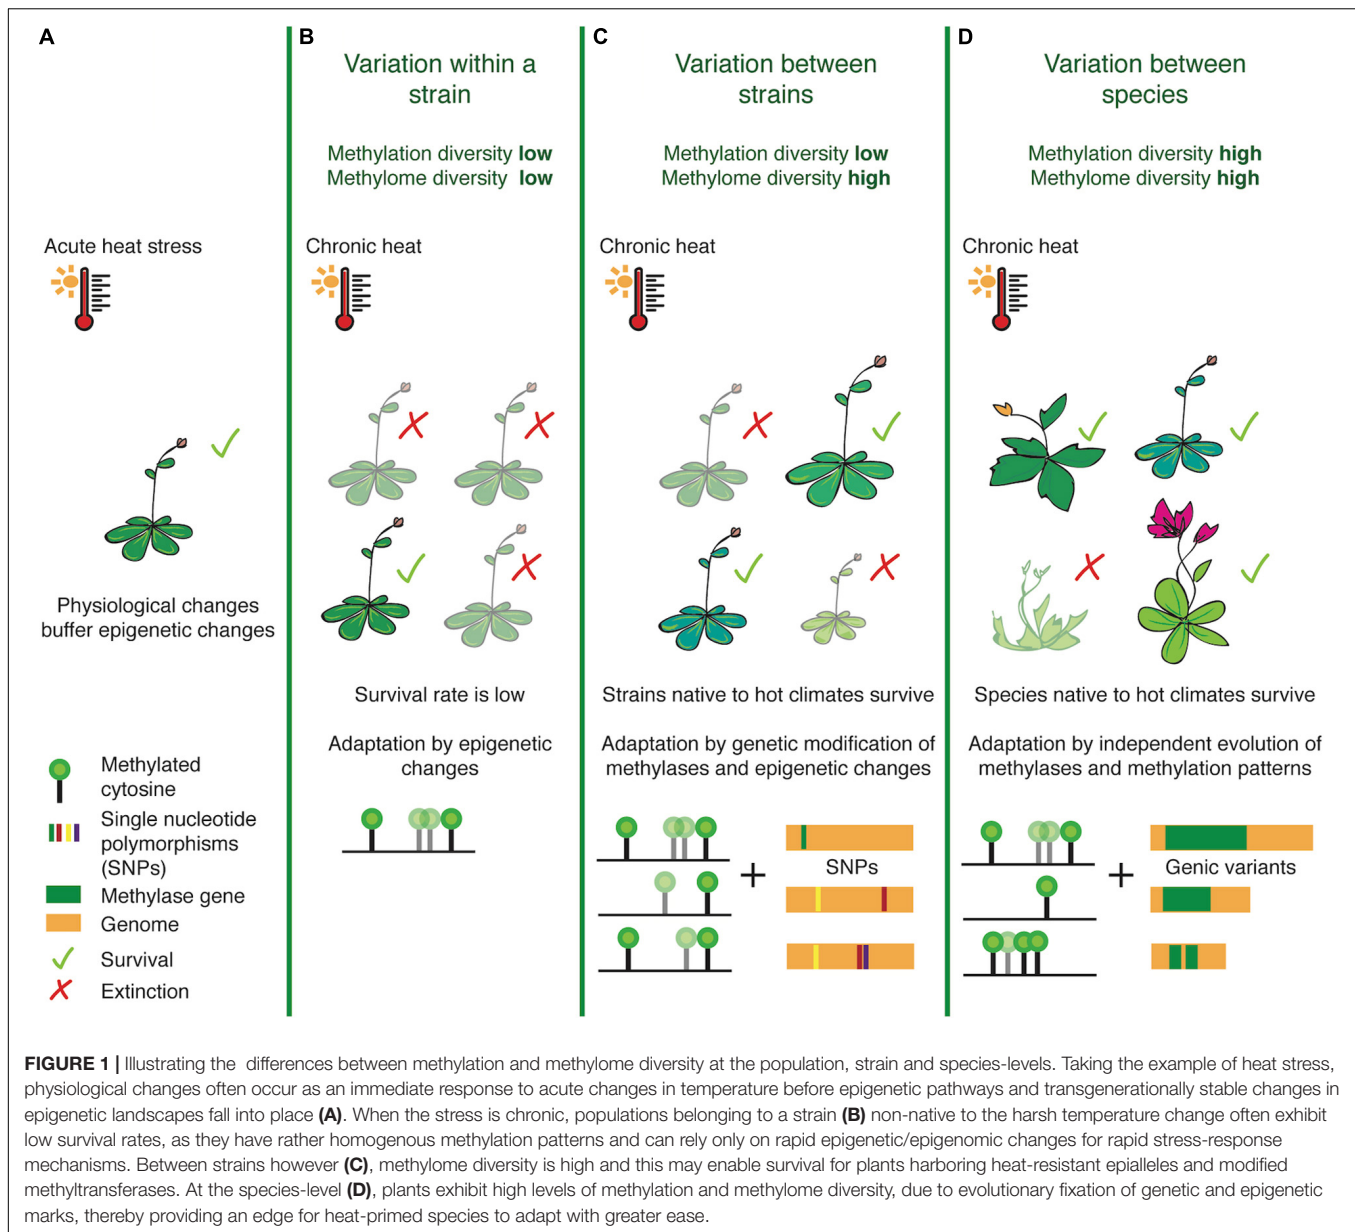 A
Acute heat stress
Physiological changes
buffer epigenetic changes
Methylated
cytosine
Single nucleotide
polymorphisms
(SNPs)
Methylase gene
Genome
Survival
Extinction
B
Variation within a
strain
Methylation diversity low
Methylome diversity low
Chronic heat
Survival rate is low
Adaptation by epigenetic
changes
C
Variation between
strains
Methylation diversity low
Methylome diversity high
Chronic heat
Strains native to hot climates survive
Adaptation by genetic modification of
methylases and epigenetic changes
+
SNPs
D
Variation between
species
Methylation diversity high
Methylome diversity high
Chronic heat
Species native to hot climates survive
Adaptation by independent evolution of
methylases and methylation patterns
+
Genic variants
FIGURE 1 | Illustrating the differences between methylation and methylome diversity at the population, strain and species-levels. Taking the example of heat stress,
physiological changes often occur as an immediate response to acute changes in temperature before epigenetic pathways and transgenerationally stable changes in
epigenetic landscapes fall into place (A). When the stress is chronic, populations belonging to a strain (B) non-native to the harsh temperature change often exhibit
low survival rates, as they have rather homogenous methylation patterns and can rely only on rapid epigenetic/epigenomic changes for rapid stress-response
mechanisms. Between strains however (C), methylome diversity is high and this may enable survival for plants harboring heat-resistant epialleles and modified
methyltransferases. At the species-level (D), plants exhibit high levels of methylation and methylome diversity, due to evolutionary fixation of genetic and epigenetic
marks, thereby providing an edge for heat-primed species to adapt with greater ease.